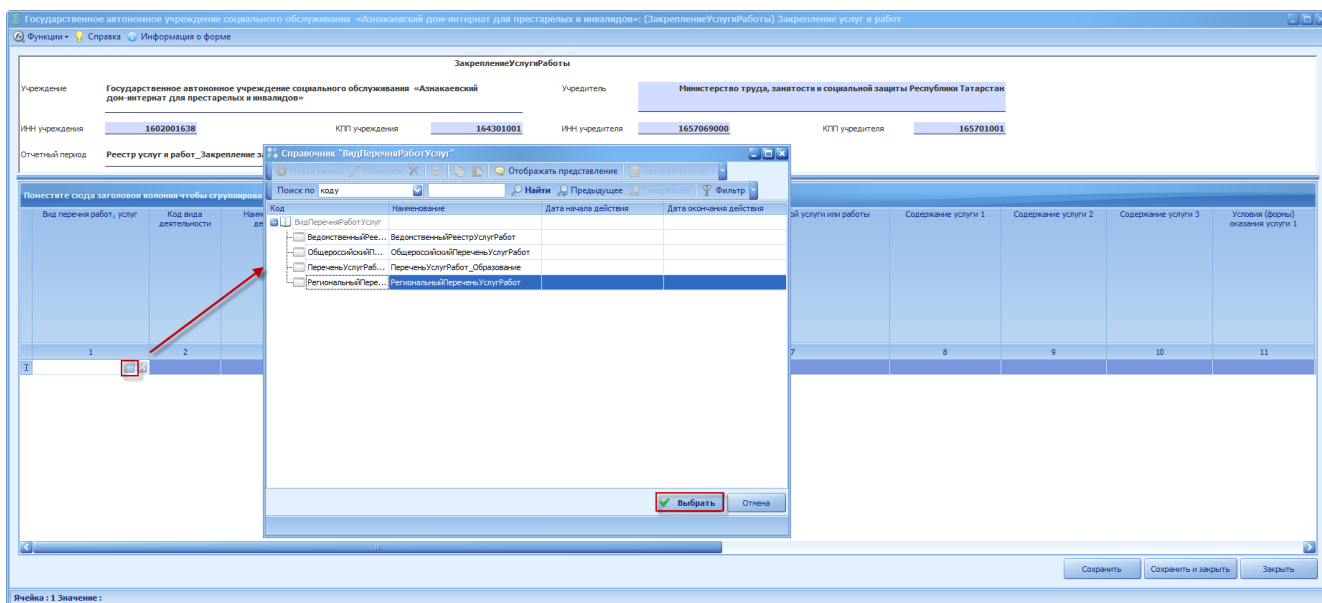 Государственное автономное учреждение социального обслуживания «Азнакаевский дом-интернат для престарелых и инвалидов»: (ЗакреплениеУслугиРаботы) Закрепление услуг и работ
Функции Справка Информация о форме
ЗакреплениеУслугиРаботы
Учреждение Государственное автономное учреждение социального обслуживания «Азнакаевский Учредитель Министерство труда, занятости и социальной защиты Республики Татарстан
дом-интернат для престарелых и инвалидов»
ИНН учреждения 1602001638 КПП учреждения 164301001 ИНН учредителя 1657069000 КПП учредителя 165701001
Отчетный период Реестр услуг и работ_Закрепление
Справочник "ВидПеречняРаботУслуг"
Новая запись Изменить Отображать представление
Поиск по коду Найти Предыдущее Следующее Фильтр
Поместите сюда заголовок колонки чтобы сгруппирова
Код Наименование Дата начала действия Дата окончания действия
ВидПеречняРаботУслуг
ВедомственныйРее... ВедомственныйРеестрУслугРабот
ОбщероссийскийП... ОбщероссийскийПереченьУслугРабот
ПереченьУслугРаб... ПереченьУслугРабот_Образование
РегиональныйПере... РегиональныйПереченьУслугРабот
Вид перечня работ, услуг Код вида Наим ой услуги или работы Содержание услуги 1 Содержание услуги 2 Содержание услуги 3 Условия (формы)
деятельности де оказания услуги 1
1 2 7 8 9 10 11
Выбрать Отмена
Сохранить Сохранить и закрыть Закрыть
Ячейка : 1 Значение :